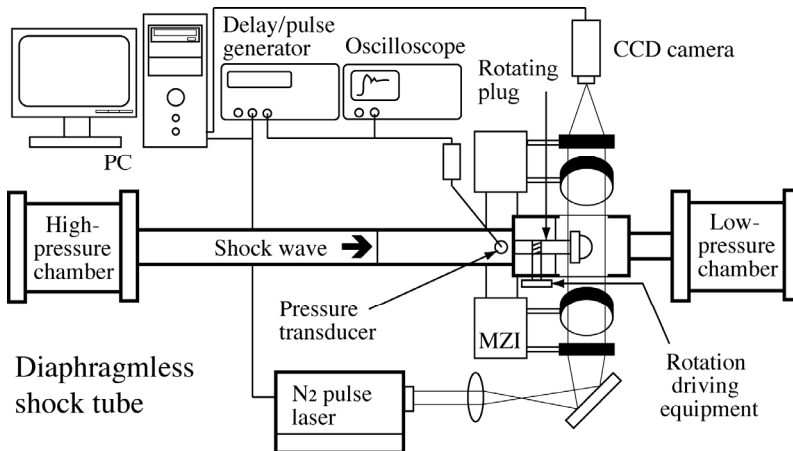 Delay/pulse
generator
Oscilloscope
Rotating
plug
CCD camera
PC
High-
pressure
chamber
Shock wave
Low-
pressure
chamber
Pressure
transducer
MZI
Diaphragmless
shock tube
N2 pulse
laser
Rotation
driving
equipment